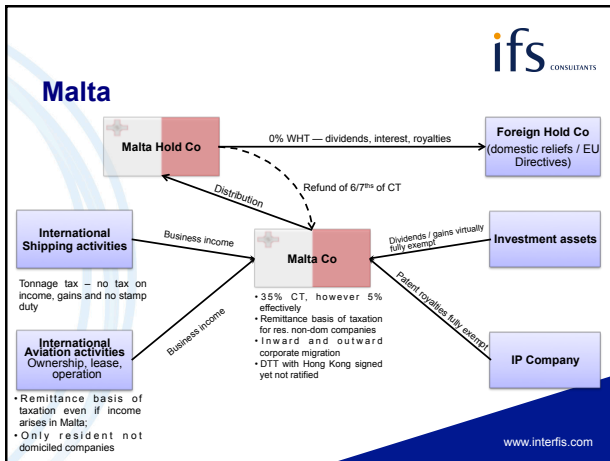 ifs CONSULTANTS
Malta
Malta Hold Co
0% WHT — dividends, interest, royalties
Foreign Hold Co
(domestic reliefs / EU
Directives)
Distribution
Refund of 6/7ths of CT
International
Shipping activities
Business income
Malta Co
Dividends / gains virtually
fully exempt
Investment assets
Tonnage tax – no tax on
income, gains and no stamp
duty
• 35% CT, however 5%
effectively
• Remittance basis of taxation
for res. non-dom companies
• Inward and outward
corporate migration
• DTT with Hong Kong signed
yet not ratified
Business income
Patent royalties fully exempt
International
Aviation activities
Ownership, lease,
operation
IP Company
• Remittance basis of
taxation even if income
arises in Malta;
• Only resident not
domiciled companies
www.interfis.com